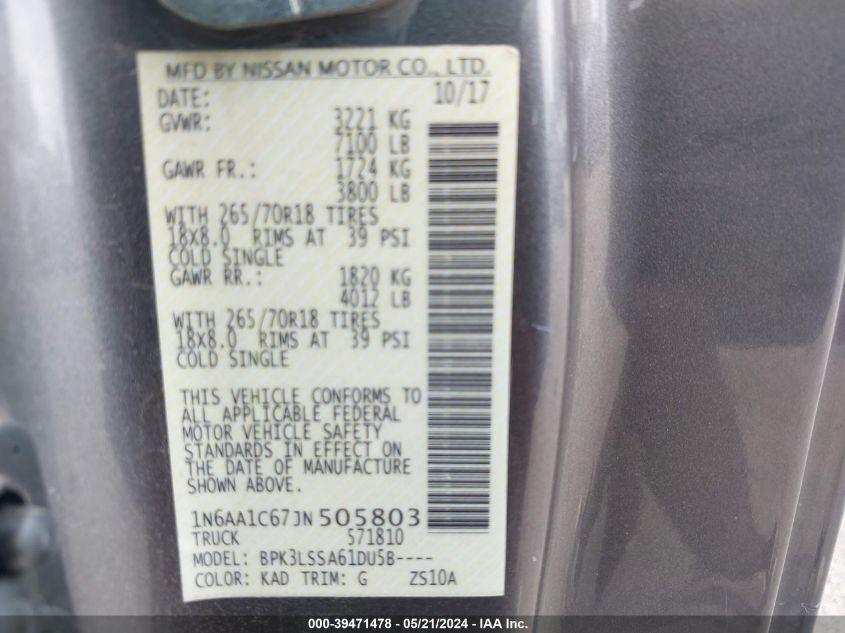 MFD BY NISSAN MOTOR CO., LTD.
DATE: 10/17
GVWR: 3221 KG
7100 LB
GAWR FR.: 1724 KG
3800 LB
WITH 265/70R18 TIRES
18X8.0 RIMS AT 39 PSI
COLD SINGLE
GAWR RR.: 1820 KG
4012 LB
WITH 265/70R18 TIRES
18X8.0 RIMS AT 39 PSI
COLD SINGLE
THIS VEHICLE CONFORMS TO
ALL APPLICABLE FEDERAL
MOTOR VEHICLE SAFETY
STANDARDS IN EFFECT ON
THE DATE OF MANUFACTURE
SHOWN ABOVE.
1N6AA1C67JN505803
TRUCK 571810
MODEL: BPK3LSSA61DU5B----
COLOR: KAD TRIM: G ZS10A
000-39471478 - 05/21/2024 - IAAI.com